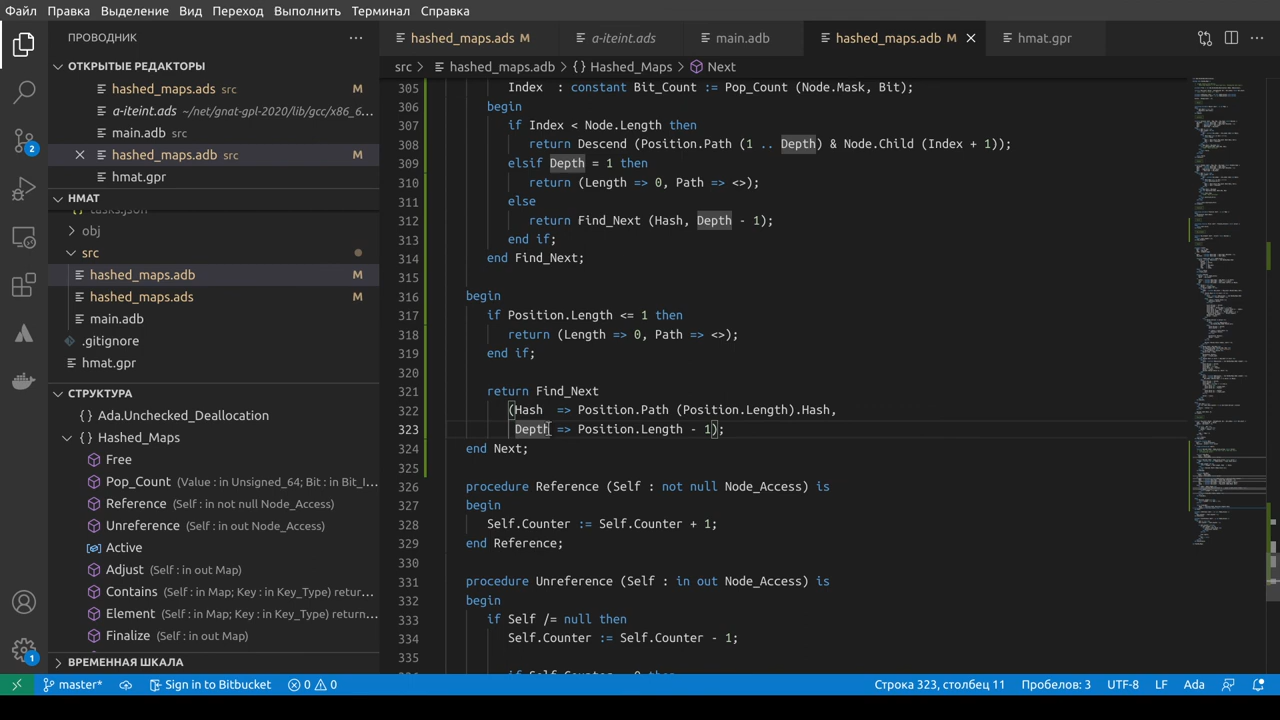 Файл Правка Выделение Вид Переход Выполнить Терминал Справка
ПРОВОДНИК
ОТКРЫТЫЕ РЕДАКТОРЫ
hashed_maps.ads src M
a-iteint.ads ~/net/gnat-gpl-2020/lib/gcc/x86_6...
main.adb src
hashed_maps.adb src M
hmat.gpr
HMAT
tasks.json
obj
src
hashed_maps.adb M
hashed_maps.ads M
main.adb
.gitignore
hmat.gpr
СТРУКТУРА
{} Ada.Unchecked_Deallocation
{} Hashed_Maps
Free
Pop_Count (Value : in Unsigned_64; Bit : in Bit_I...
Reference (Self : not null Node_Access)
Unreference (Self : in out Node_Access)
Active
Adjust (Self : in out Map)
Contains (Self : in Map; Key : in Key_Type) return...
Element (Self : in Map; Key : in Key_Type) return...
Finalize (Self : in out Map)
ВРЕМЕННАЯ ШКАЛА
hashed_maps.ads M a-iteint.ads main.adb hashed_maps.adb M hmat.gpr
src > hashed_maps.adb > {} Hashed_Maps > Next
305 Index  : constant Bit_Count := Pop_Count (Node.Mask, Bit);
306 begin
307 if Index < Node.Length then
308 return Descend (Position.Path (1 .. Depth) & Node.Child (Index + 1));
309 elsif Depth = 1 then
310 return (Length => 0, Path => <>);
311 else
312 return Find_Next (Hash, Depth - 1);
313 end if;
314 end Find_Next;
315
316 begin
317 if Position.Length <= 1 then
318 return (Length => 0, Path => <>);
319 end if;
320
321 return Find_Next
322 (Hash  => Position.Path (Position.Length).Hash,
323 Depth => Position.Length - 1);
324 end Next;
325
326 procedure Reference (Self : not null Node_Access) is
327 begin
328 Self.Counter := Self.Counter + 1;
329 end Reference;
330
331 procedure Unreference (Self : in out Node_Access) is
332 begin
333 if Self /= null then
334 Self.Counter := Self.Counter - 1;
335
if Self.Counter = 0 then
2
1
master* Sign in to Bitbucket 0 0 Строка 323, столбец 11 Пробелов: 3 UTF-8 LF Ada